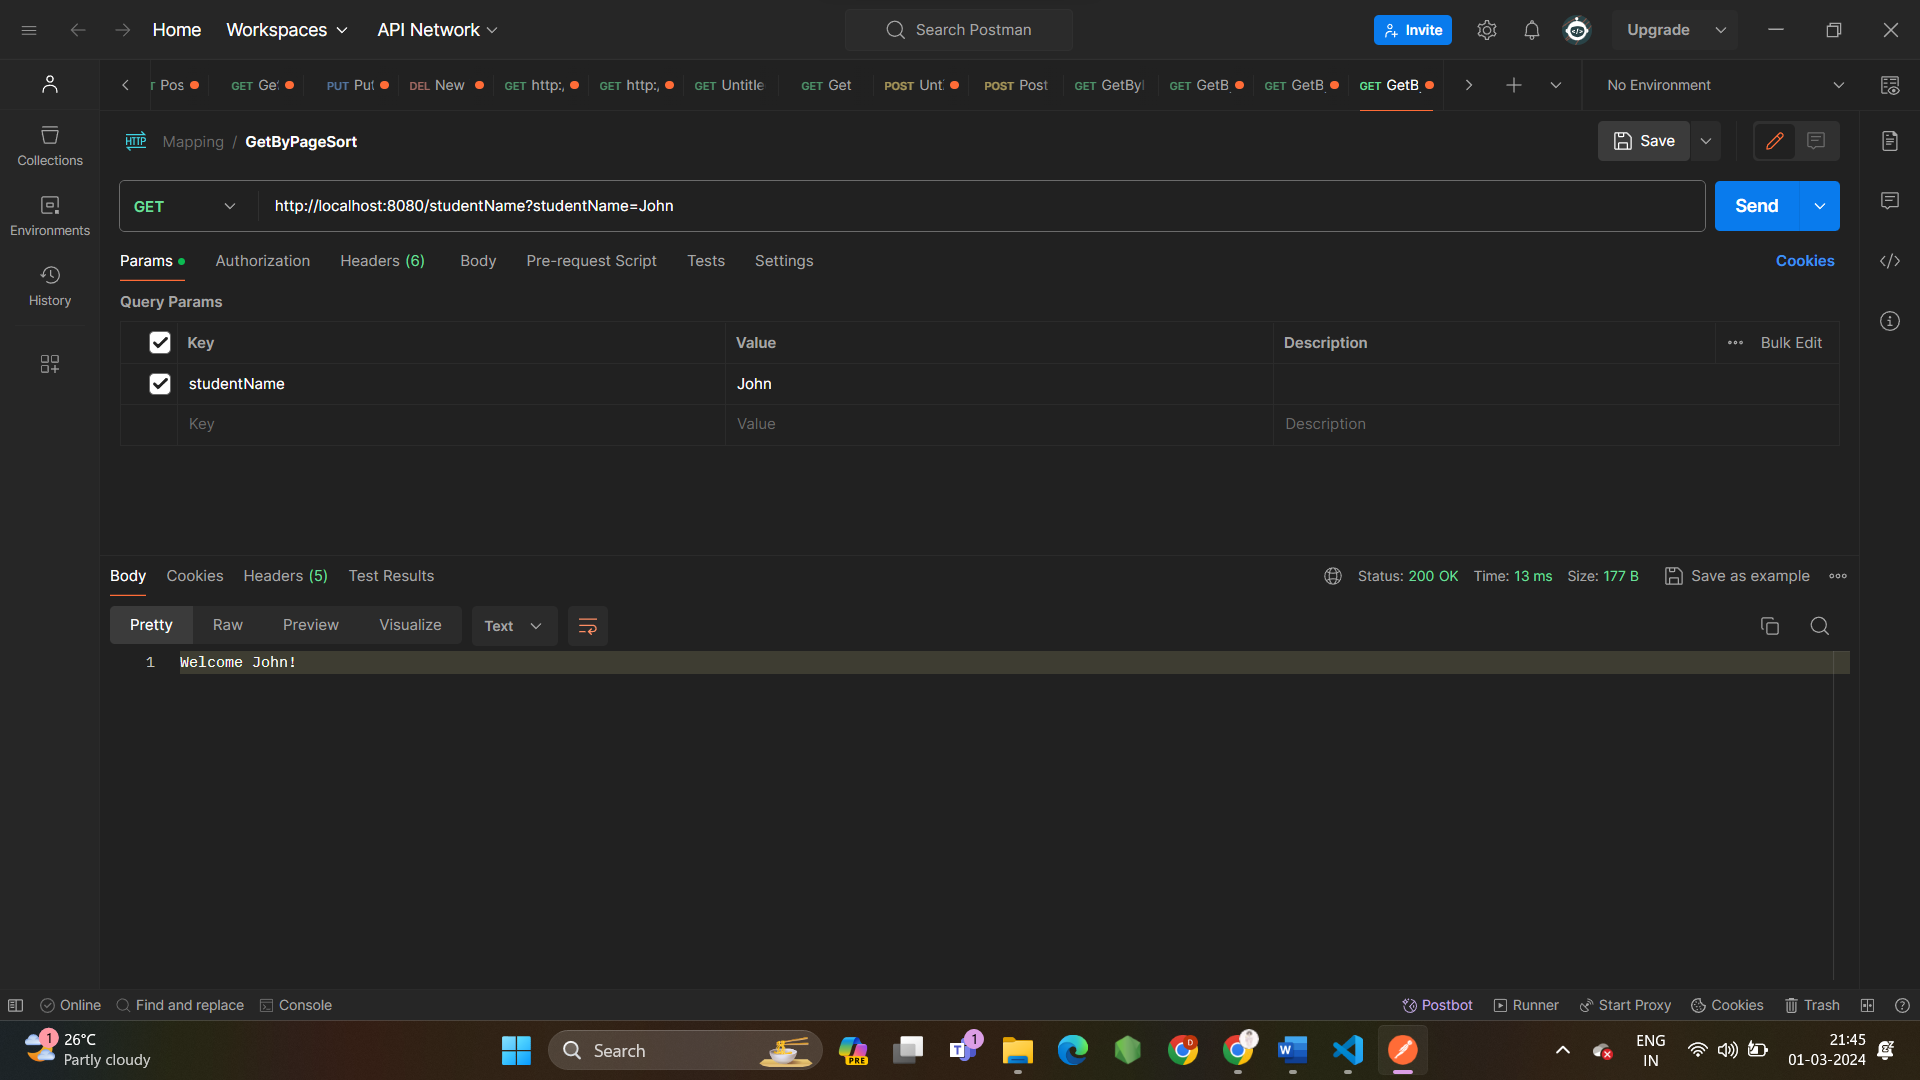 Home Workspaces API Network Search Postman Invite Upgrade
Pos GET Ge PUT Pu DEL New GET http:/ GET http:/ GET Untitle GET Get POST Unt POST Post GET GetByI GET GetB GET GetB GET GetB No Environment
HTTP Mapping / GetByPageSort Save
Collections
Environments
History
GET http://localhost:8080/studentName?studentName=John Send
Params Authorization Headers (6) Body Pre-request Script Tests Settings Cookies
Query Params
Key Value Description Bulk Edit
studentName John
Key Value Description
Body Cookies Headers (5) Test Results Status: 200 OK Time: 13 ms Size: 177 B Save as example
Pretty Raw Preview Visualize Text
1 Welcome John!
Online Find and replace Console Postbot Runner Start Proxy Cookies Trash
1 26°C
Partly cloudy
Search PRE T 1 D W
ENG
IN
21:45
01-03-2024